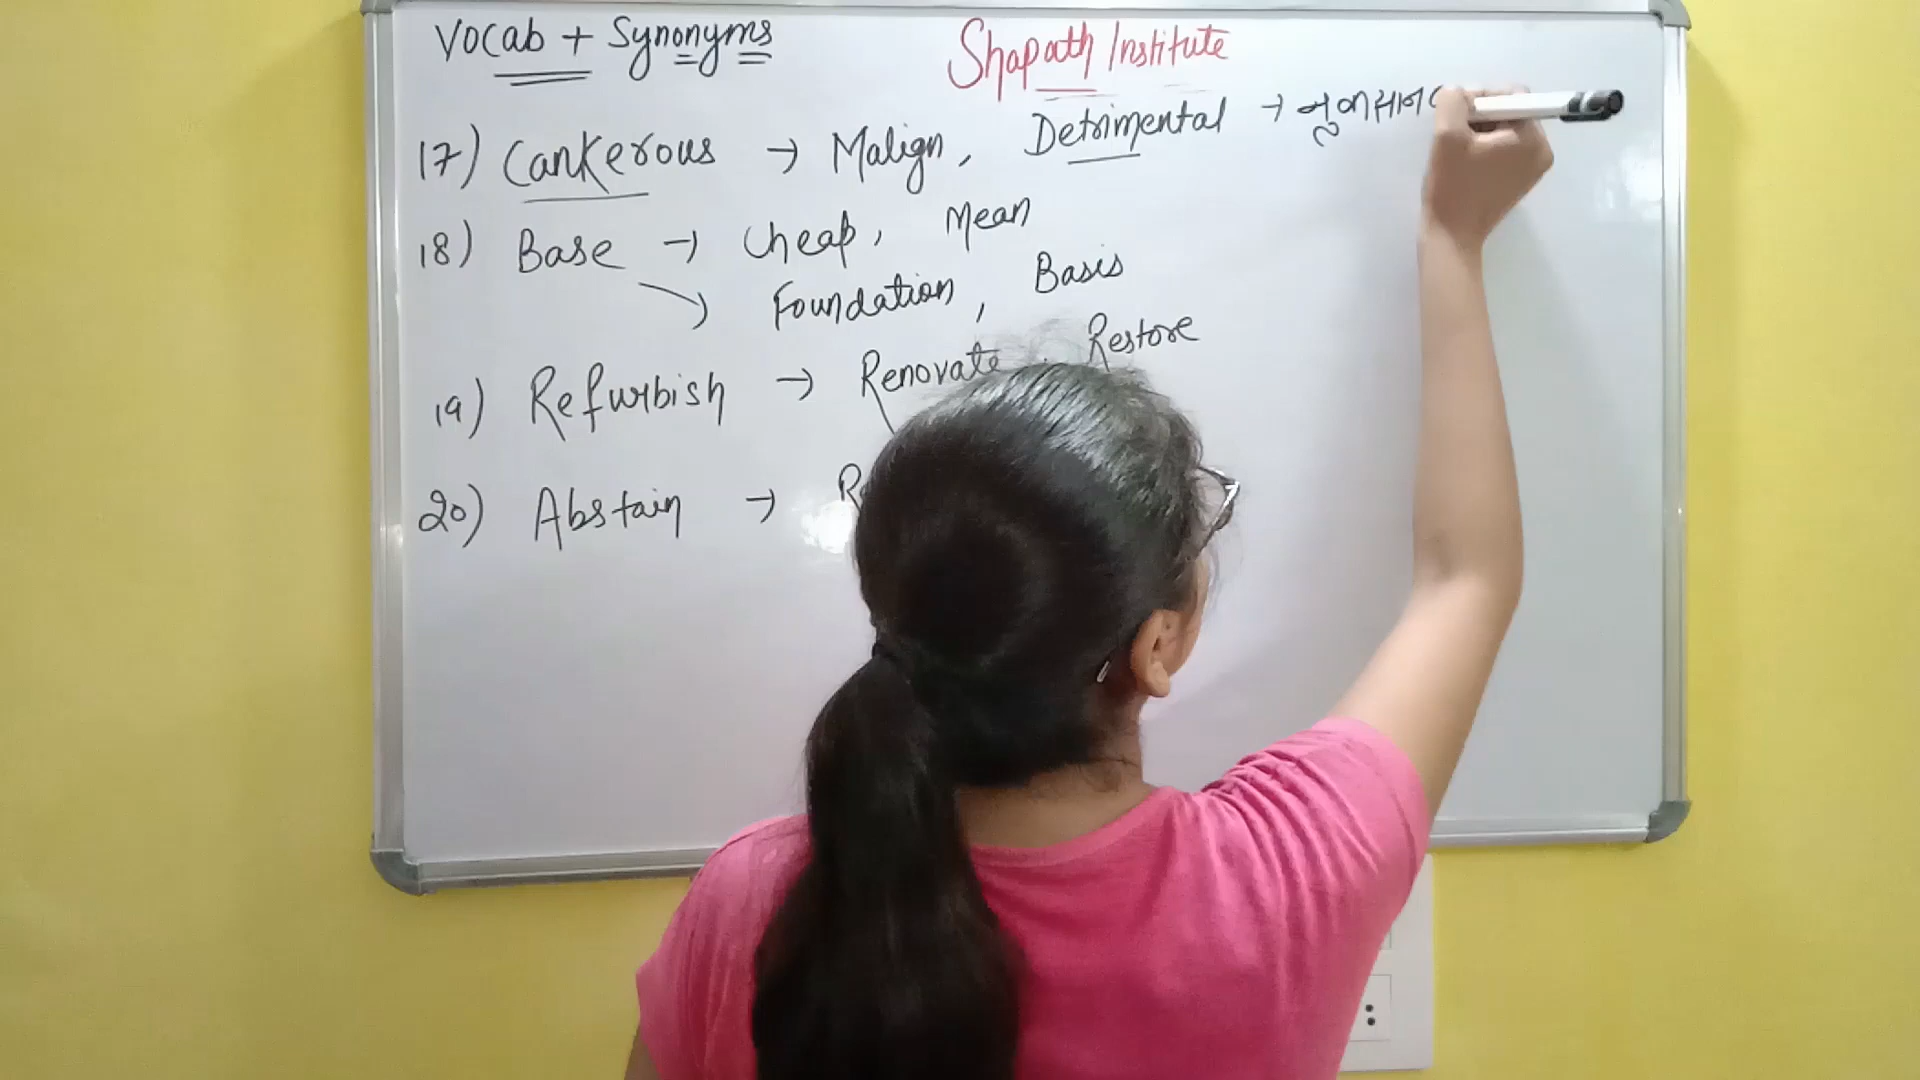 Vocab + Synonyms
Shapath Institute
17) Cankerous → Malign, Detrimental →
18) Base → Cheap, Mean
Foundation, Basis
19) Refurbish → Renovate, Restore
20) Abstain →